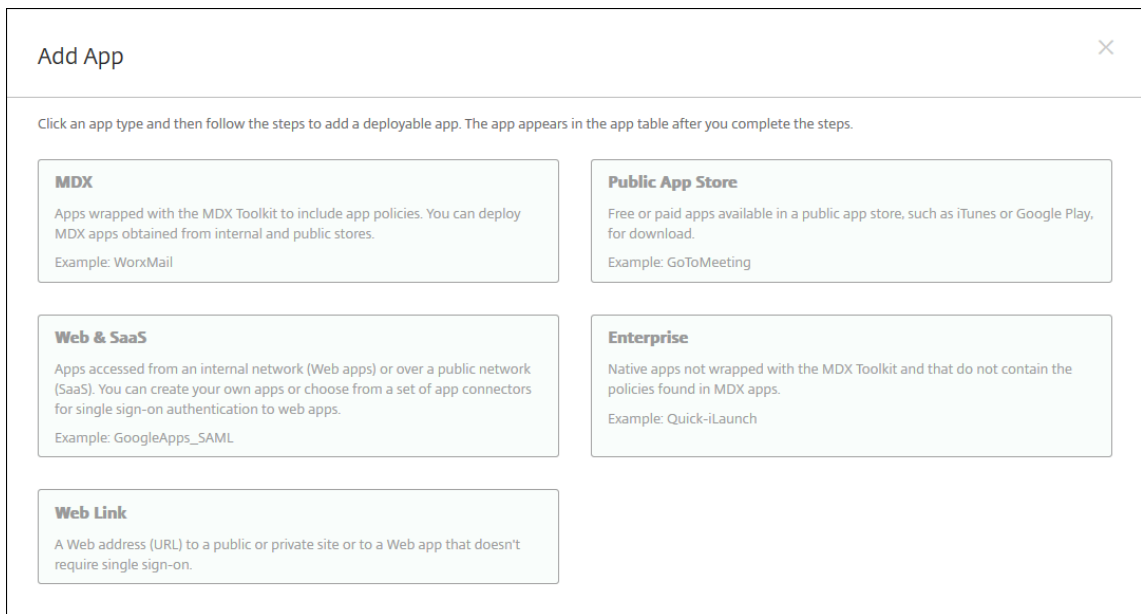 Add App
Click an app type and then follow the steps to add a deployable app. The app appears in the app table after you complete the steps.
MDX
Apps wrapped with the MDX Toolkit to include app policies. You can deploy
MDX apps obtained from internal and public stores.
Example: WorxMail
Public App Store
Free or paid apps available in a public app store, such as iTunes or Google Play,
for download.
Example: GoToMeeting
Web & SaaS
Apps accessed from an internal network (Web apps) or over a public network
(SaaS). You can create your own apps or choose from a set of app connectors
for single sign-on authentication to web apps.
Example: GoogleApps_SAML
Enterprise
Native apps not wrapped with the MDX Toolkit and that do not contain the
policies found in MDX apps.
Example: Quick-iLaunch
Web Link
A Web address (URL) to a public or private site or to a Web app that doesn't
require single sign-on.